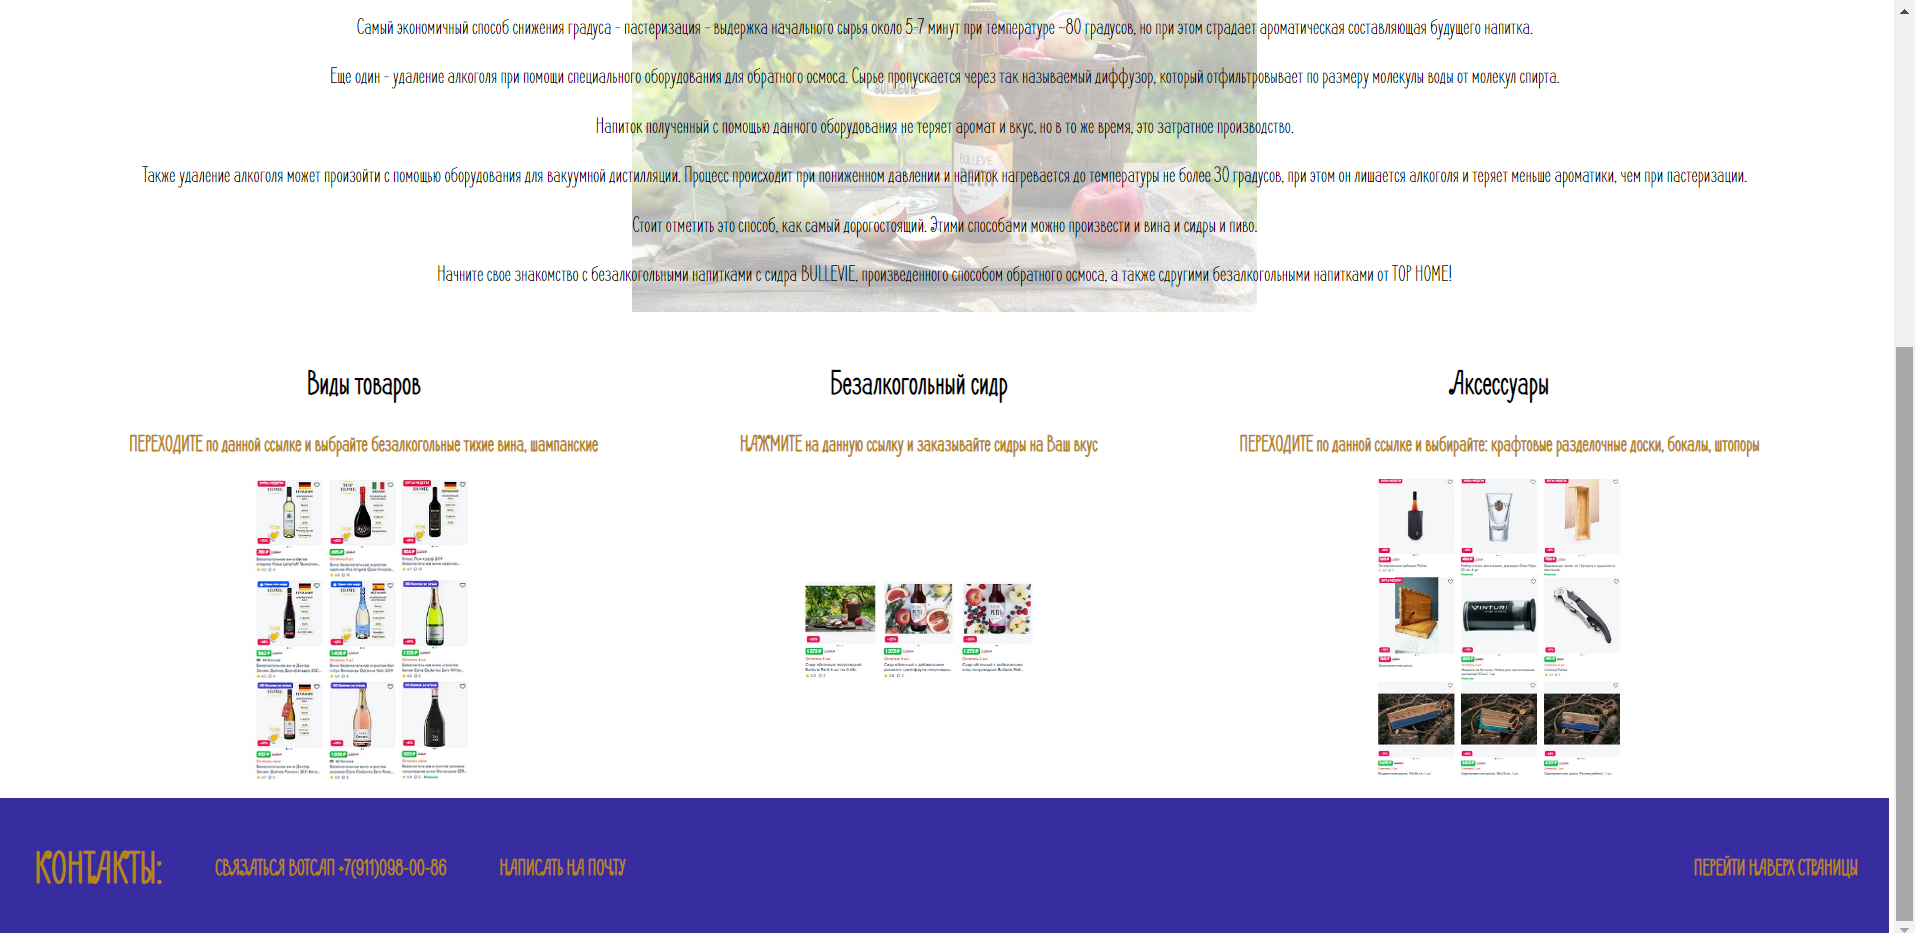 Самый экономичный способ снижения градуса - пастеризация - выдержка начального сырья около 5-7 минут при температуре ~80 градусов, но при этом страдает ароматическая составляющая будущего напитка.
Еще один - удаление алкоголя при помощи специального оборудования для обратного осмоса. Сырье пропускается через так называемый диффузор, который отфильтровывает по размеру молекулы воды от молекул спирта.
Напиток полученный с помощью данного оборудования не теряет аромат и вкус, но в то же время, это затратное производство.
Также удаление алкоголя может произойти с помощью оборудования для вакуумной дистилляции. Процесс происходит при пониженном давлении и напиток нагревается до температуры не более 30 градусов, при этом он лишается алкоголя и теряет меньше ароматики, чем при пастеризации.
Стоит отметить это способ, как самый дорогостоящий. Этими способами можно произвести и вина и сидры и пиво.
Начните свое знакомство с безалкогольными напитками с сидра BULLEVIE, произведенного способом обратного осмоса, а также сдругими безалкогольными напитками от TOP HOME!
Виды товаров
Безалкогольный сидр
Аксессуары
ПЕРЕХОДИТЕ по данной ссылке и выбрайте безалкогольные тихие вина, шампанские
НАЖМИТЕ на данную ссылку и заказывайте сидры на Ваш вкус
ПЕРЕХОДИТЕ по данной ссылке и выбирайте: крафтовые разделочные доски, бокалы, штопоры
VINTURI
КОНТАКТЫ:
СВЯЗАТЬСЯ ВОТСАП +7(911)098-00-86
НАПИСАТЬ НА ПОЧТУ
ПЕРЕЙТИ НАВЕРХ СТРАНИЦЫ